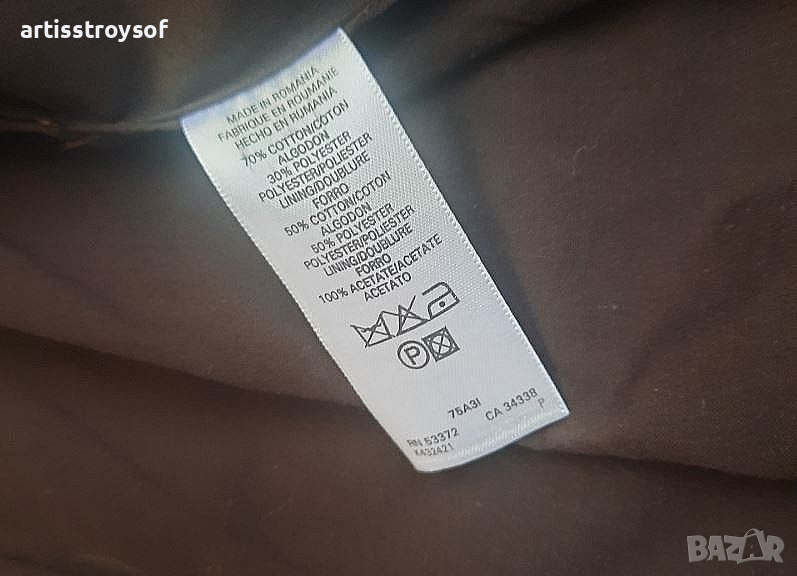 artisstroysof
MADE IN ROMANIA
FABRIQUE EN ROUMANIE
HECHO EN RUMANIA
70% COTTON/COTON
ALGODON
30% POLYESTER
POLYESTER/POLIESTER
LINING/DOUBLURE
FORRO
50% COTTON/COTON
ALGODON
50% POLYESTER
POLYESTER/POLIESTER
LINING/DOUBLURE
FORRO
100% ACETATE/ACETATE
ACETATO
P
75A3I
RN 53372 CA 34338
K432421 P
BAZAR